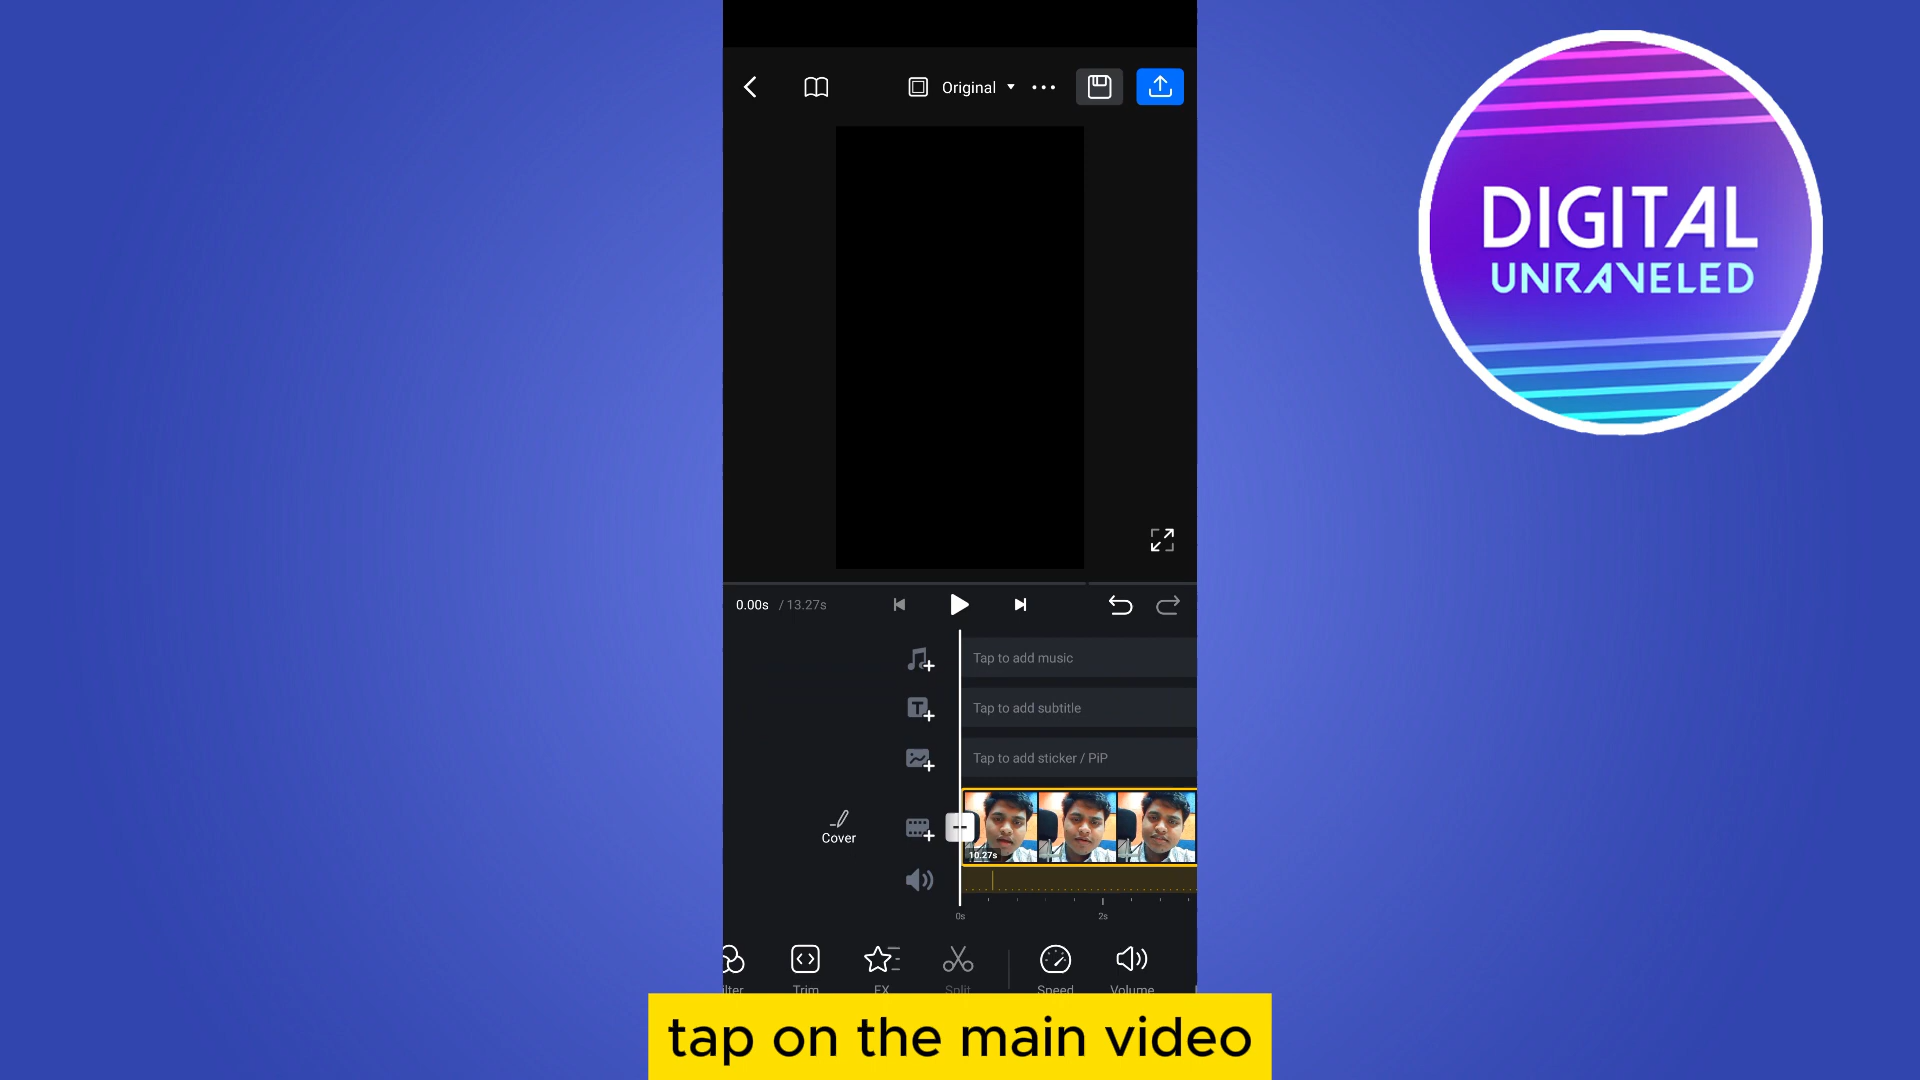 Original
DIGITAL
UNRAVELED
0.00s / 13.27s
Tap to add music
Tap to add subtitle
Tap to add sticker / PiP
Cover
10.27s
0s 2s
ilter Trim FX Split Speed Volume
tap on the main video